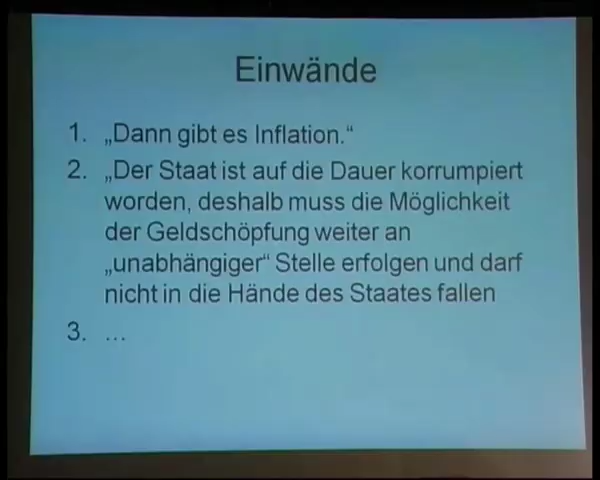 Einwände
1. „Dann gibt es Inflation.“
2. „Der Staat ist auf die Dauer korrumpiert
worden, deshalb muss die Möglichkeit
der Geldschöpfung weiter an
„unabhängiger“ Stelle erfolgen und darf
nicht in die Hände des Staates fallen
3. ...